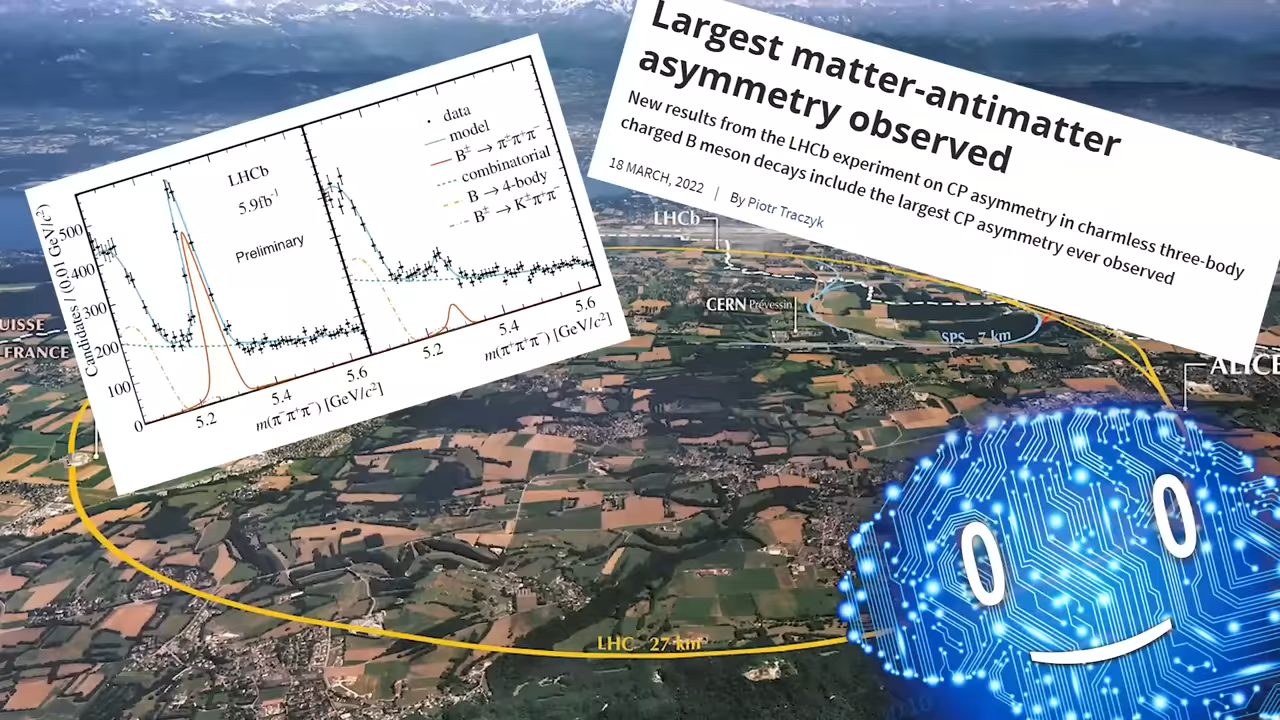 Largest matter-antimatter
asymmetry observed
New results from the LHCb experiment on CP asymmetry in charmless three-body
charged B meson decays include the largest CP asymmetry ever observed
18 MARCH, 2022 | By Piotr Traczyk
data
model
B± → π±π⁺π⁻
combinatorial
B → 4-body
B± → K±π⁺π⁻
LHCb
5.9fb⁻¹
Preliminary
Candidates / (0.01 GeV/c²)
500
400
300
200
100
0
5.2
5.4
5.6
m(π⁻π⁺π⁻) [GeV/c²]
5.2
5.4
5.6
m(π⁺π⁺π⁻) [GeV/c²]
LHCb
CERN Prévessin
SPS 7 km
ALICE
UISSE
FRANCE
LHC 27 km
0 0